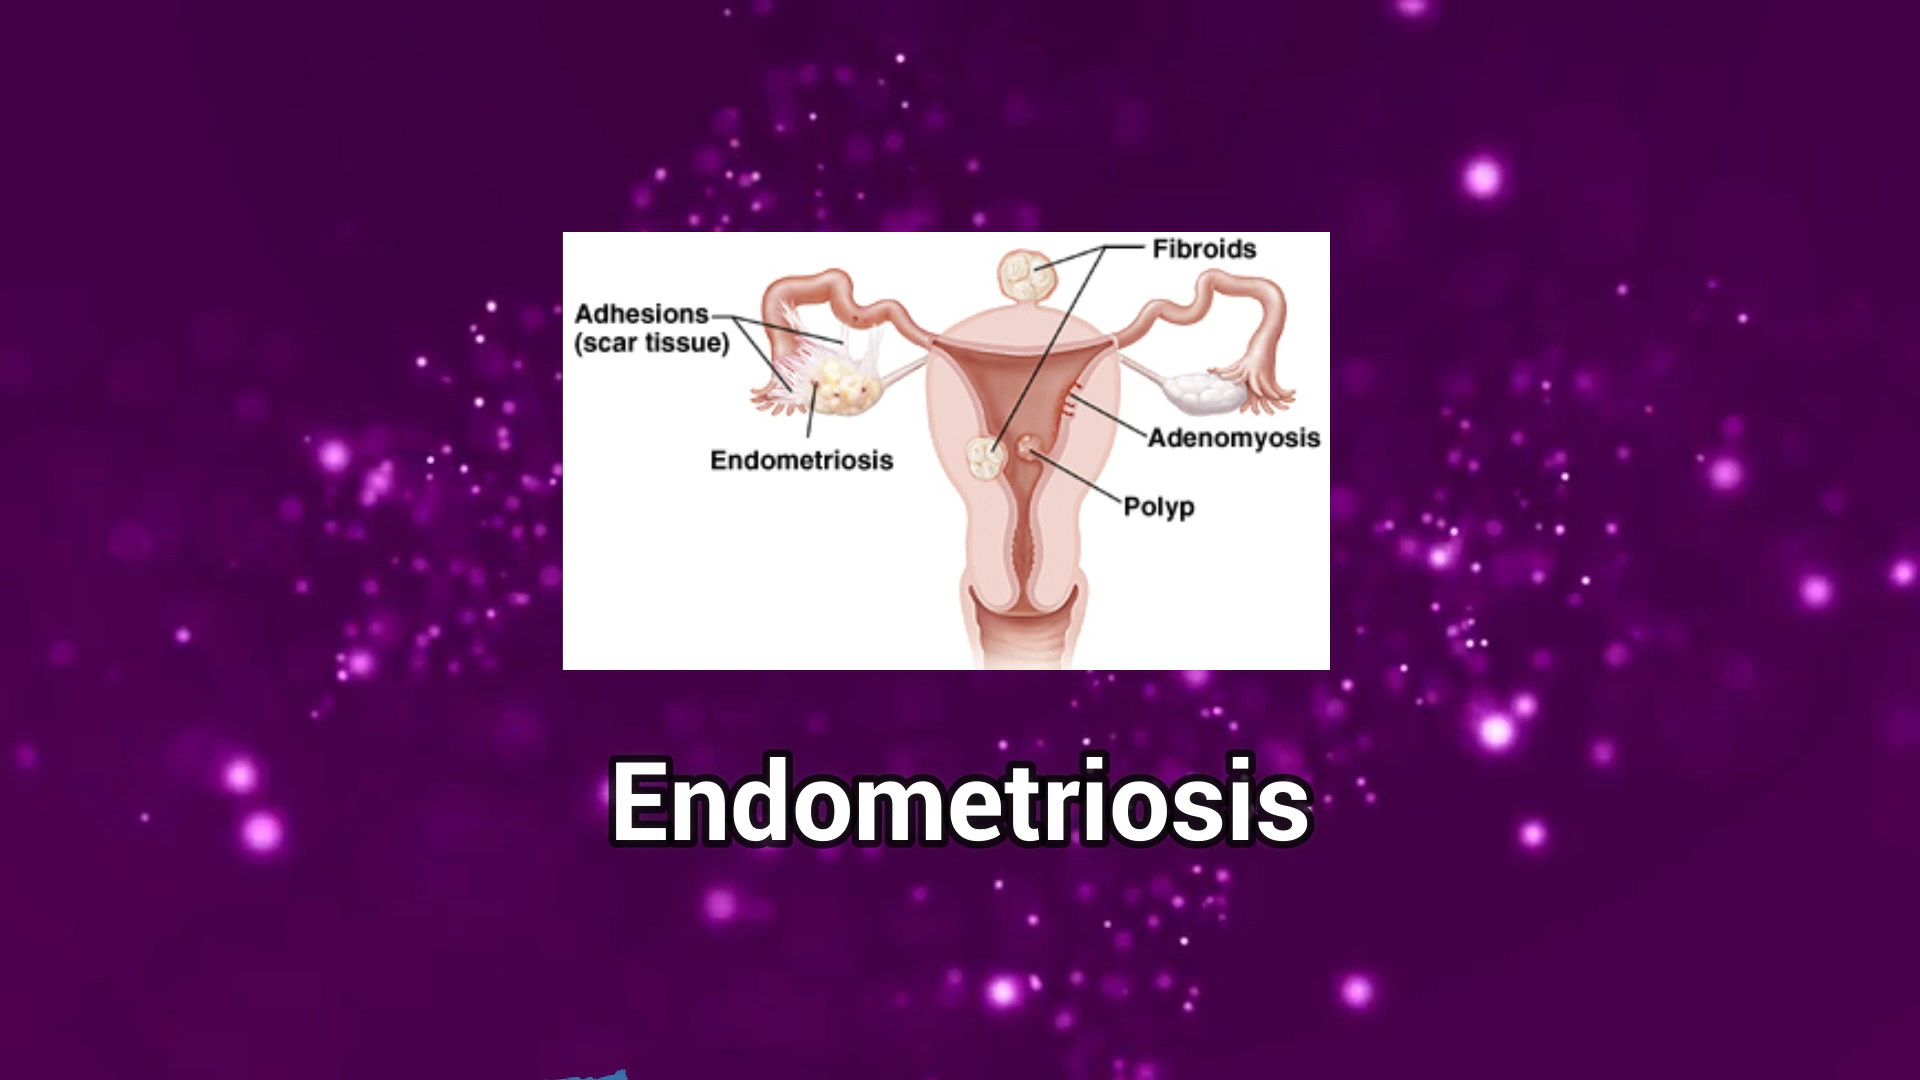 Fibroids
Adhesions
(scar tissue)
Adenomyosis
Endometriosis
Polyp
Endometriosis